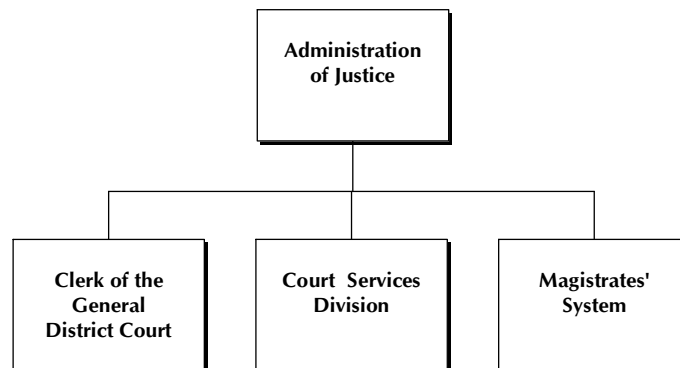 Administration
of Justice
Clerk of the
General
District Court
Court Services
Division
Magistrates'
System